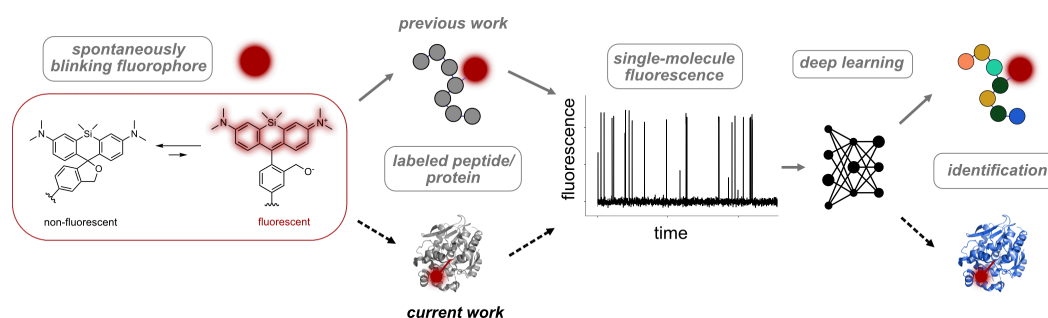 spontaneously
blinking fluorophore
N
Si
N
O
non-fluorescent
N
Si
N+
O-
fluorescent
previous work
labeled peptide/
protein
current work
single-molecule
fluorescence
fluorescence
time
deep learning
identification